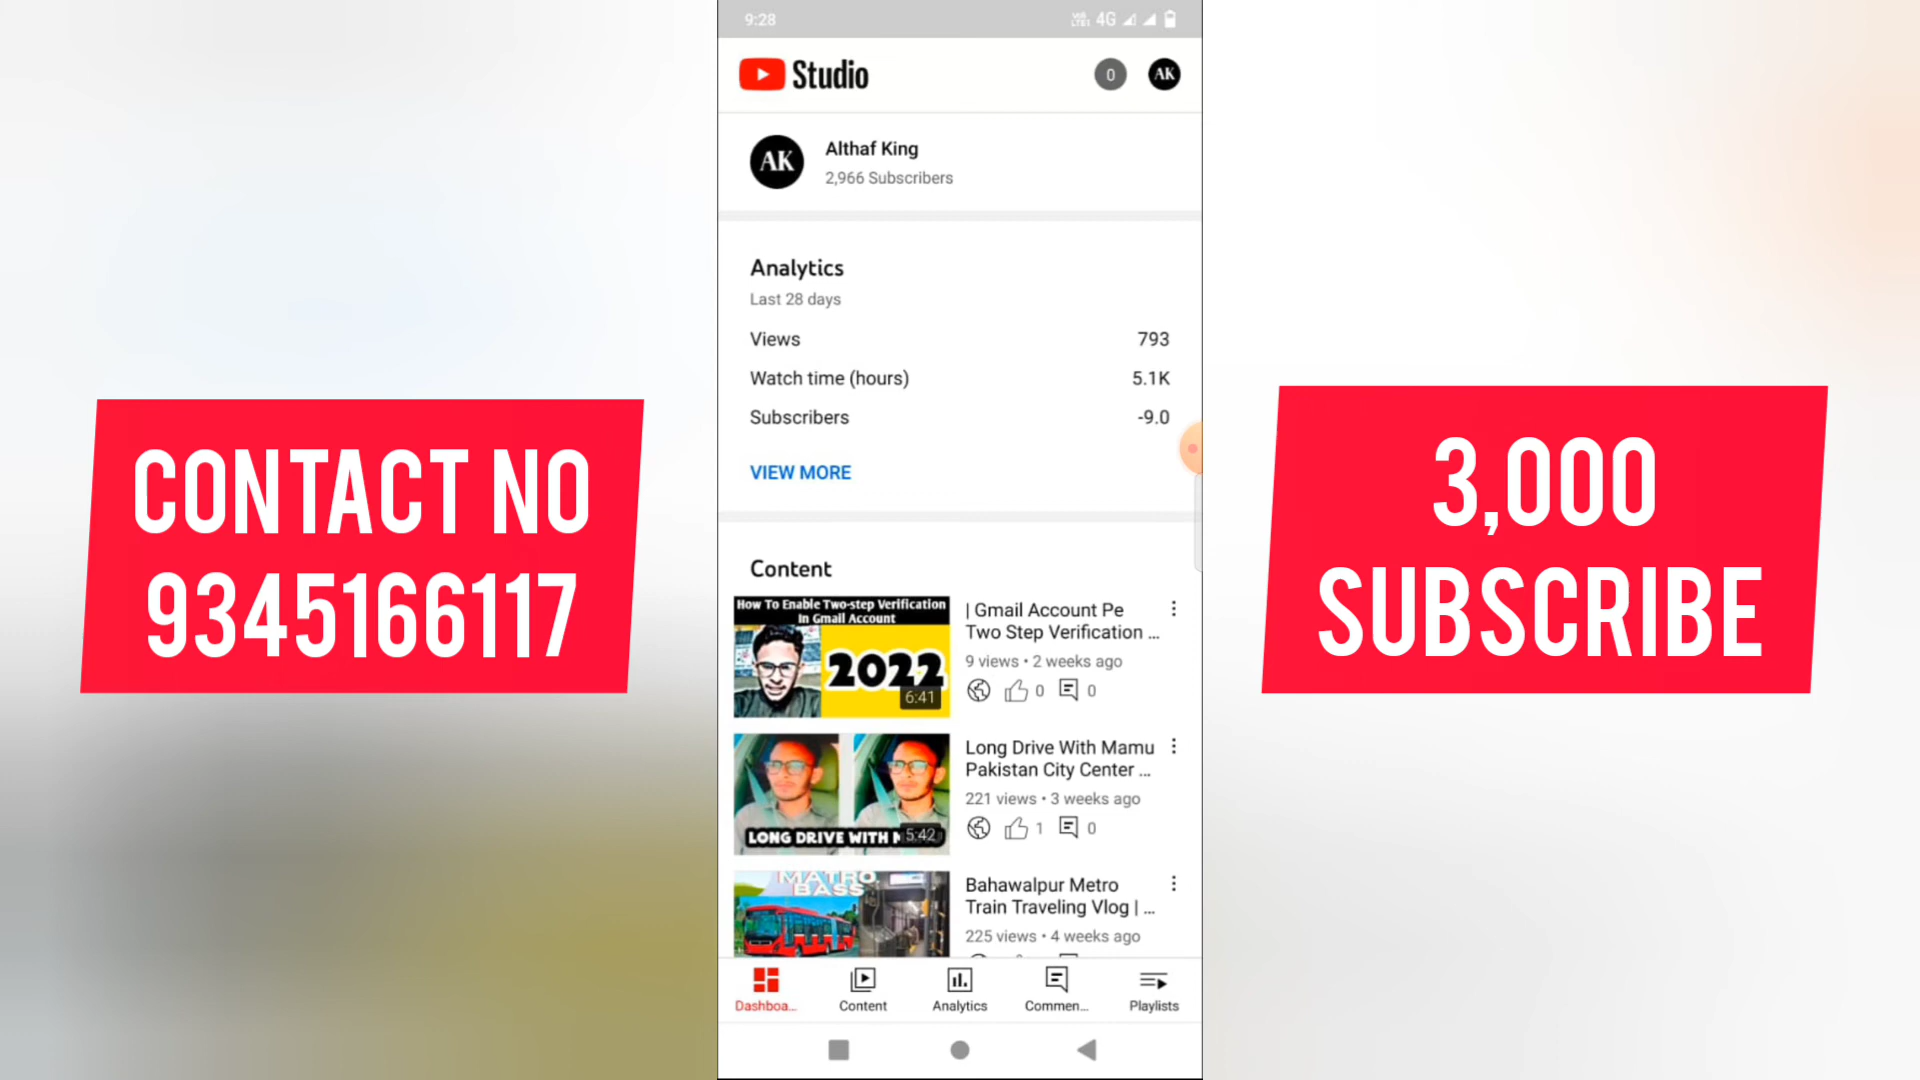 9:28
4G
Studio
0
AK
AK
Althaf King
2,966 Subscribers
Analytics
Last 28 days
Views 793
Watch time (hours) 5.1K
Subscribers -9.0
VIEW MORE
CONTACT NO
9345166117
3,000
SUBSCRIBE
Content
How To Enable Two-step Verification
In Gmail Account
2022
6:41
| Gmail Account Pe
Two Step Verification ...
9 views • 2 weeks ago
0 0
LONG DRIVE WITH
5:42
Long Drive With Mamu
Pakistan City Center ...
221 views • 3 weeks ago
1 0
MATRO
BASS
Bahawalpur Metro
Train Traveling Vlog | ...
225 views • 4 weeks ago
Dashboa... Content Analytics Commen... Playlists